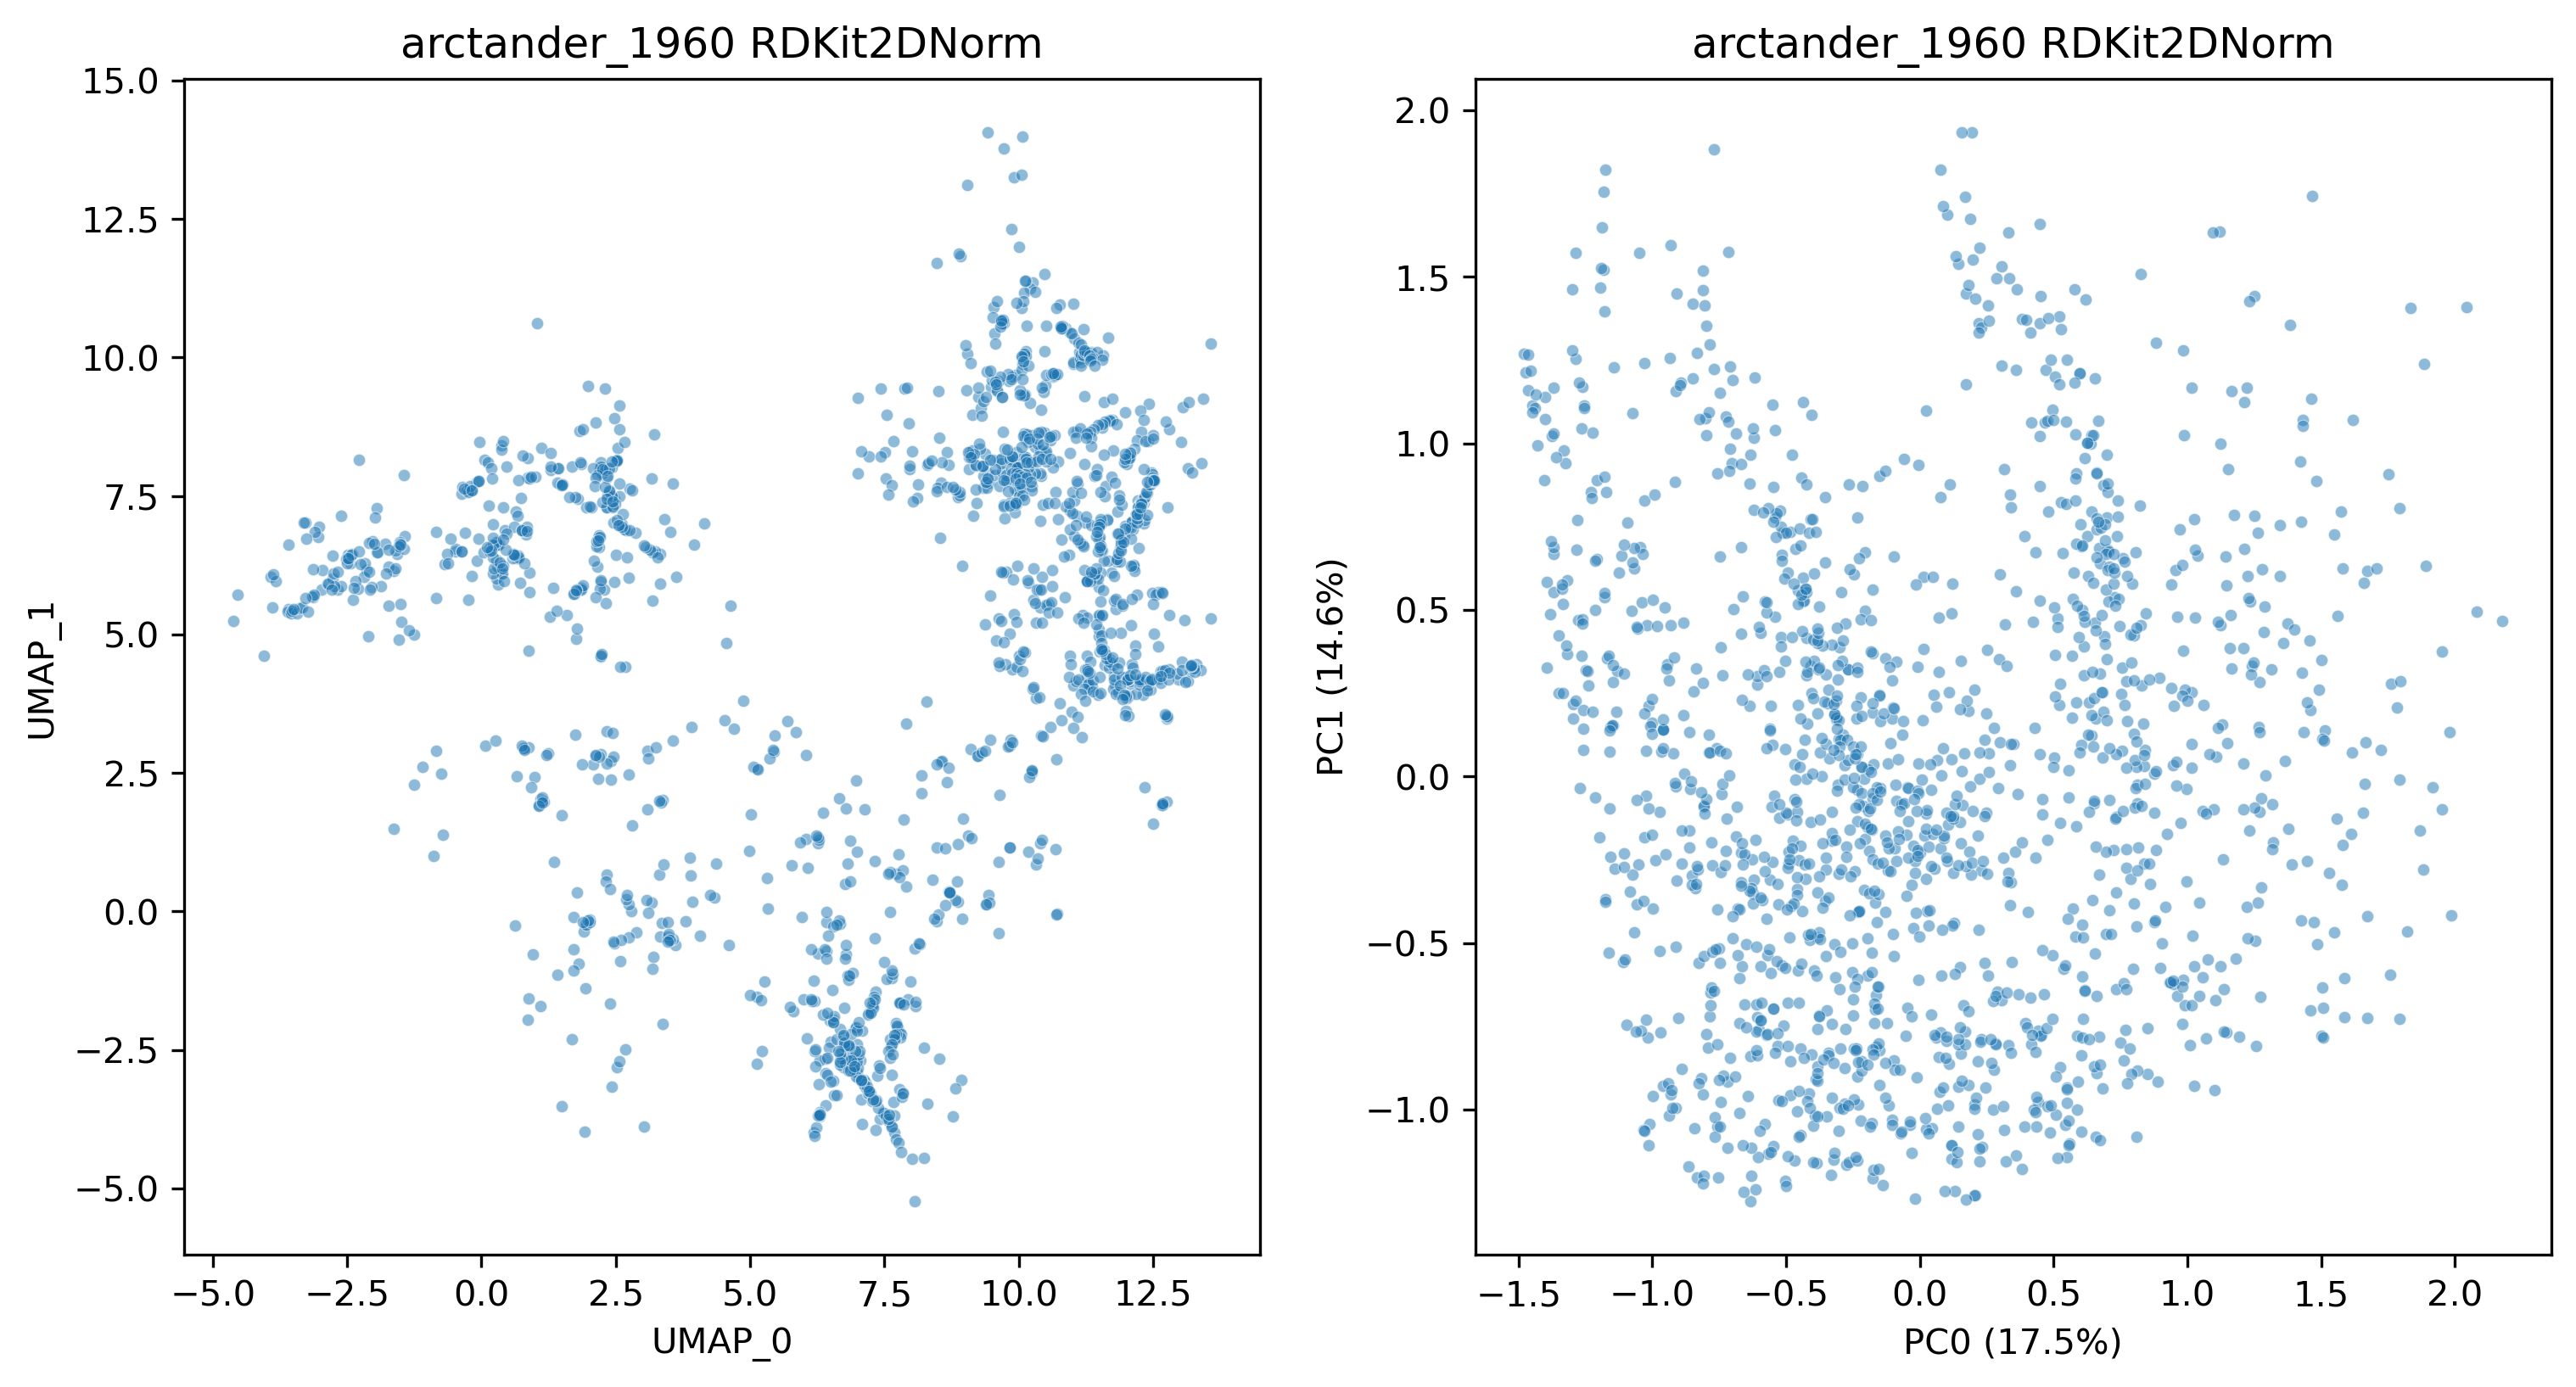 arctander_1960 RDKit2DNorm
15.0
12.5
10.0
7.5
5.0
2.5
0.0
−2.5
−5.0
UMAP_1
−5.0 −2.5 0.0 2.5 5.0 7.5 10.0 12.5
UMAP_0
arctander_1960 RDKit2DNorm
2.0
1.5
1.0
0.5
0.0
−0.5
−1.0
PC1 (14.6%)
−1.5 −1.0 −0.5 0.0 0.5 1.0 1.5 2.0
PC0 (17.5%)